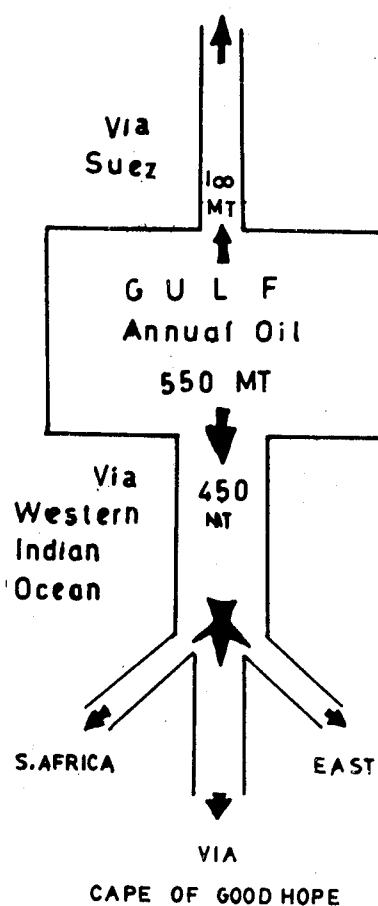 Via
Suez
100
MT
G U L F
Annual Oil
550 MT
Via
Western
Indian
Ocean
450
MT
S.AFRICA
EAST
VIA
CAPE OF GOOD HOPE